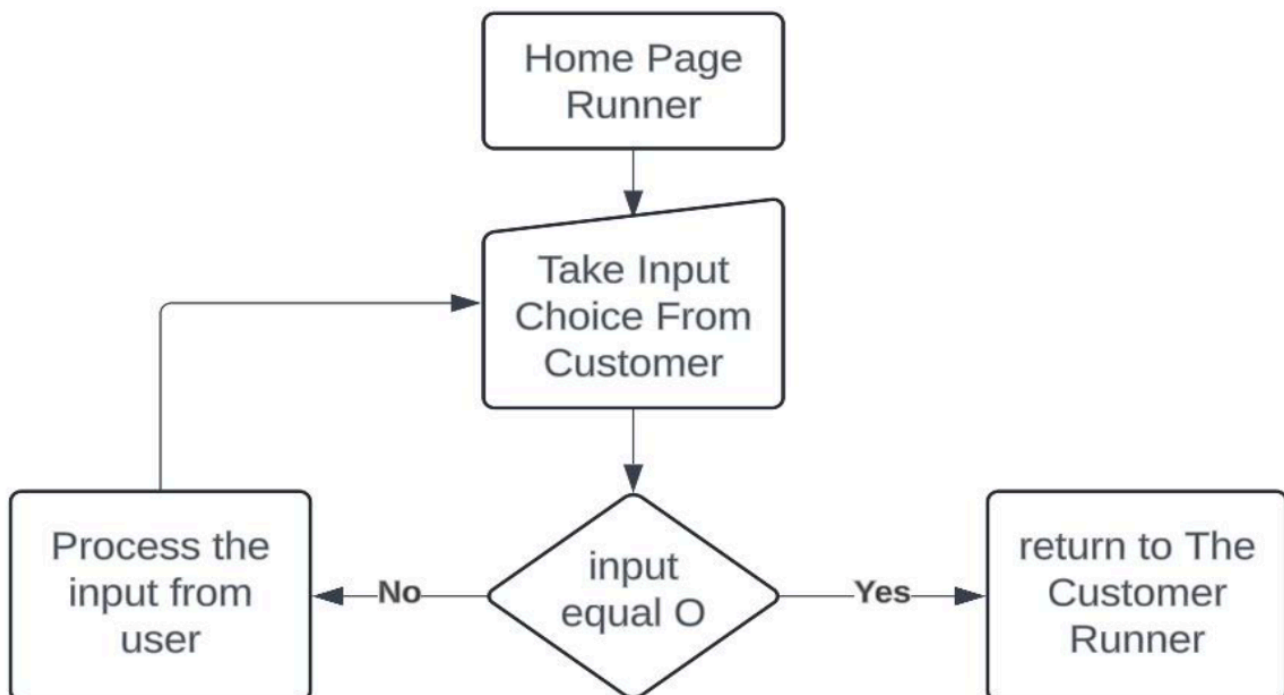 Home Page
Runner
Take Input
Choice From
Customer
Process the
input from
user
No
input
equal O
Yes
return to The
Customer
Runner